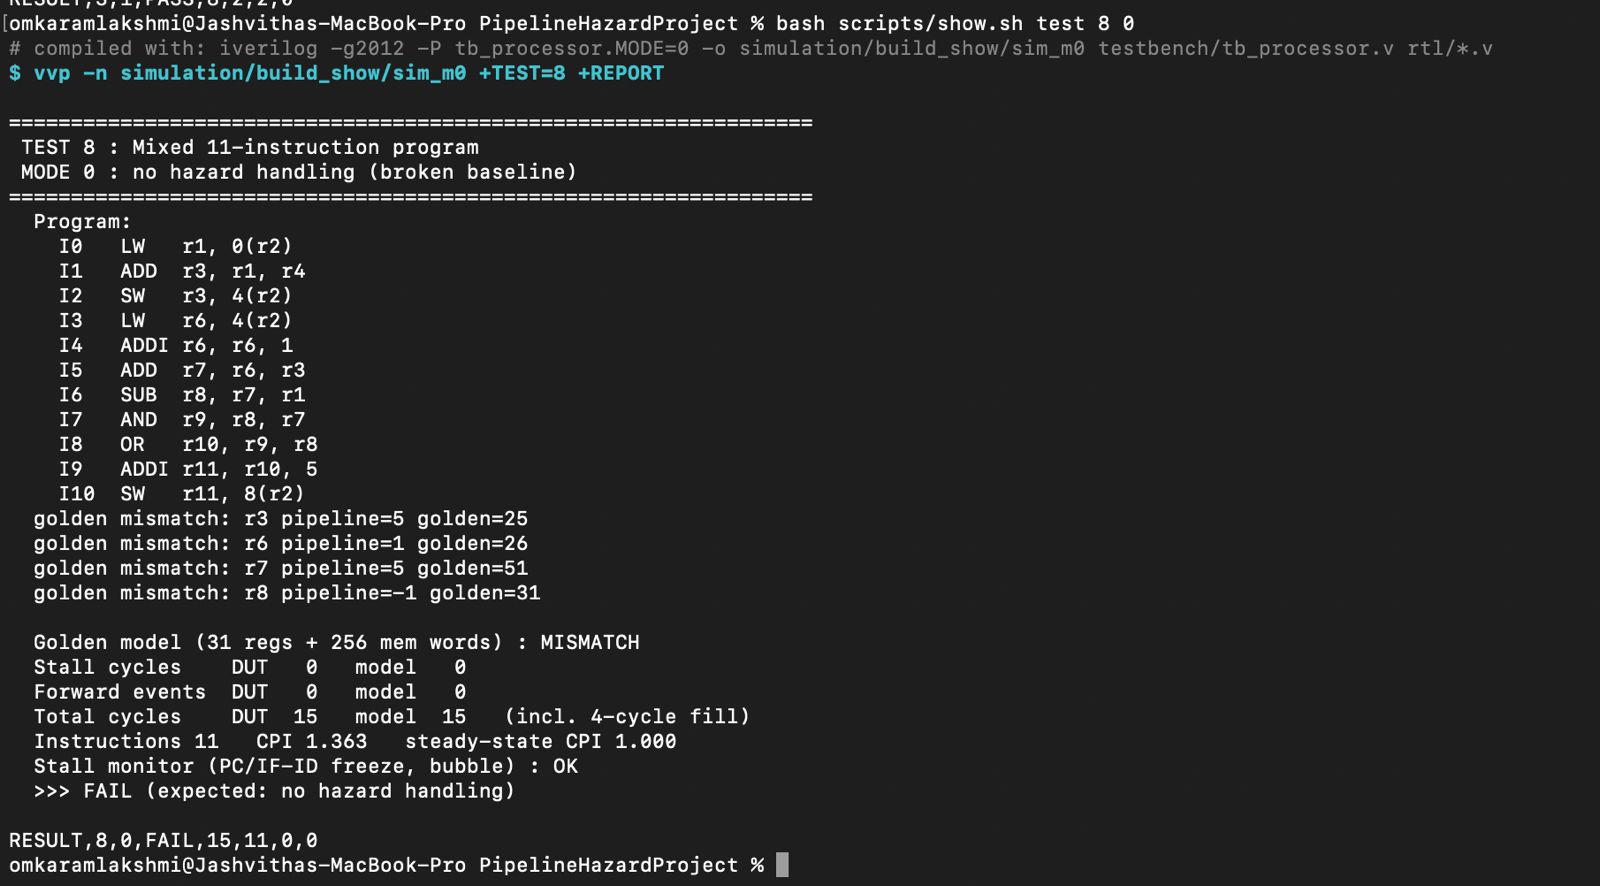 RESULT,3,1,PASS,8,2,2,0
[omkaramlakshmi@Jashvithas-MacBook-Pro PipelineHazardProject % bash scripts/show.sh test 8 0
# compiled with: iverilog -g2012 -P tb_processor.MODE=0 -o simulation/build_show/sim_m0 testbench/tb_processor.v rtl/*.v
$ vvp -n simulation/build_show/sim_m0 +TEST=8 +REPORT
=================================================================
TEST 8 : Mixed 11-instruction program
MODE 0 : no hazard handling (broken baseline)
=================================================================
Program:
I0 LW r1, 0(r2)
I1 ADD r3, r1, r4
I2 SW r3, 4(r2)
I3 LW r6, 4(r2)
I4 ADDI r6, r6, 1
I5 ADD r7, r6, r3
I6 SUB r8, r7, r1
I7 AND r9, r8, r7
I8 OR r10, r9, r8
I9 ADDI r11, r10, 5
I10 SW r11, 8(r2)
golden mismatch: r3 pipeline=5 golden=25
golden mismatch: r6 pipeline=1 golden=26
golden mismatch: r7 pipeline=5 golden=51
golden mismatch: r8 pipeline=-1 golden=31
Golden model (31 regs + 256 mem words) : MISMATCH
Stall cycles DUT 0 model 0
Forward events DUT 0 model 0
Total cycles DUT 15 model 15 (incl. 4-cycle fill)
Instructions 11 CPI 1.363 steady-state CPI 1.000
Stall monitor (PC/IF-ID freeze, bubble) : OK
>>> FAIL (expected: no hazard handling)
RESULT,8,0,FAIL,15,11,0,0
omkaramlakshmi@Jashvithas-MacBook-Pro PipelineHazardProject %